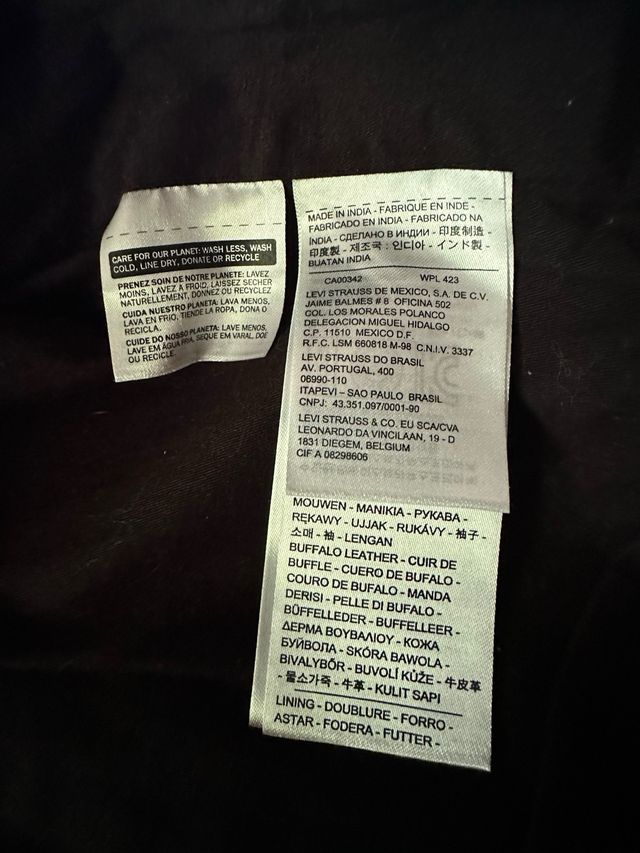 CARE FOR OUR PLANET: WASH LESS, WASH
COLD, LINE DRY, DONATE OR RECYCLE
PRENEZ SOIN DE NOTRE PLANETE: LAVEZ
MOINS, LAVEZ A FROID, LAISSEZ SECHER
NATURELLEMENT, DONNEZ OU RECYCLEZ
CUIDA NUESTRO PLANETA: LAVA MENOS,
LAVA EN FRIO, TIENDE LA ROPA, DONA O
RECICLA.
CUIDE DO NOSSO PLANETA: LAVE MENOS,
LAVE EM ÁGUA FRIA, SEQUE EM VARAL, DOE
OU RECICLE.
MADE IN INDIA - FABRIQUE EN INDE -
FABRICADO EN INDIA - FABRICADO NA
INDIA - СДЕЛАНО В ИНДИИ - 印度制造 -
印度製 - 제조국 : 인디아 - インド製 -
BUATAN INDIA
CA00342 WPL 423
LEVI STRAUSS DE MEXICO, S.A. DE C.V.
JAIME BALMES # 8 OFICINA 502
COL. LOS MORALES POLANCO
DELEGACION MIGUEL HIDALGO
C.P. 11510 MEXICO D.F.
R.F.C. LSM 660818 M-98 C.N.I.V. 3337
LEVI STRAUSS DO BRASIL
AV. PORTUGAL, 400
06990-110
ITAPEVI – SAO PAULO BRASIL
CNPJ: 43.351.097/0001-90
LEVI STRAUSS & CO. EU SCA/CVA
LEONARDO DA VINCILAAN, 19 - D
1831 DIEGEM, BELGIUM
CIF A 08298606
MOUWEN - MANIKIA - РУКАВА -
RĘKAWY - UJJAK - RUKÁVY - 袖子 -
소매 - 袖 - LENGAN
BUFFALO LEATHER - CUIR DE
BUFFLE - CUERO DE BUFALO -
COURO DE BUFALO - MANDA
DERISI - PELLE DI BUFALO -
BÜFFELLEDER - BUFFELLEER -
ΔΕΡΜΑ ΒΟΥΒΑΛΙΟΥ - КОЖА
БУЙВОЛА - SKÓRA BAWOLA -
BIVALYBŐR - BUVOLÍ KŮŽE - 牛皮革
- 물소가죽 - 牛革 - KULIT SAPI
LINING - DOUBLURE - FORRO -
ASTAR - FODERA - FUTTER -